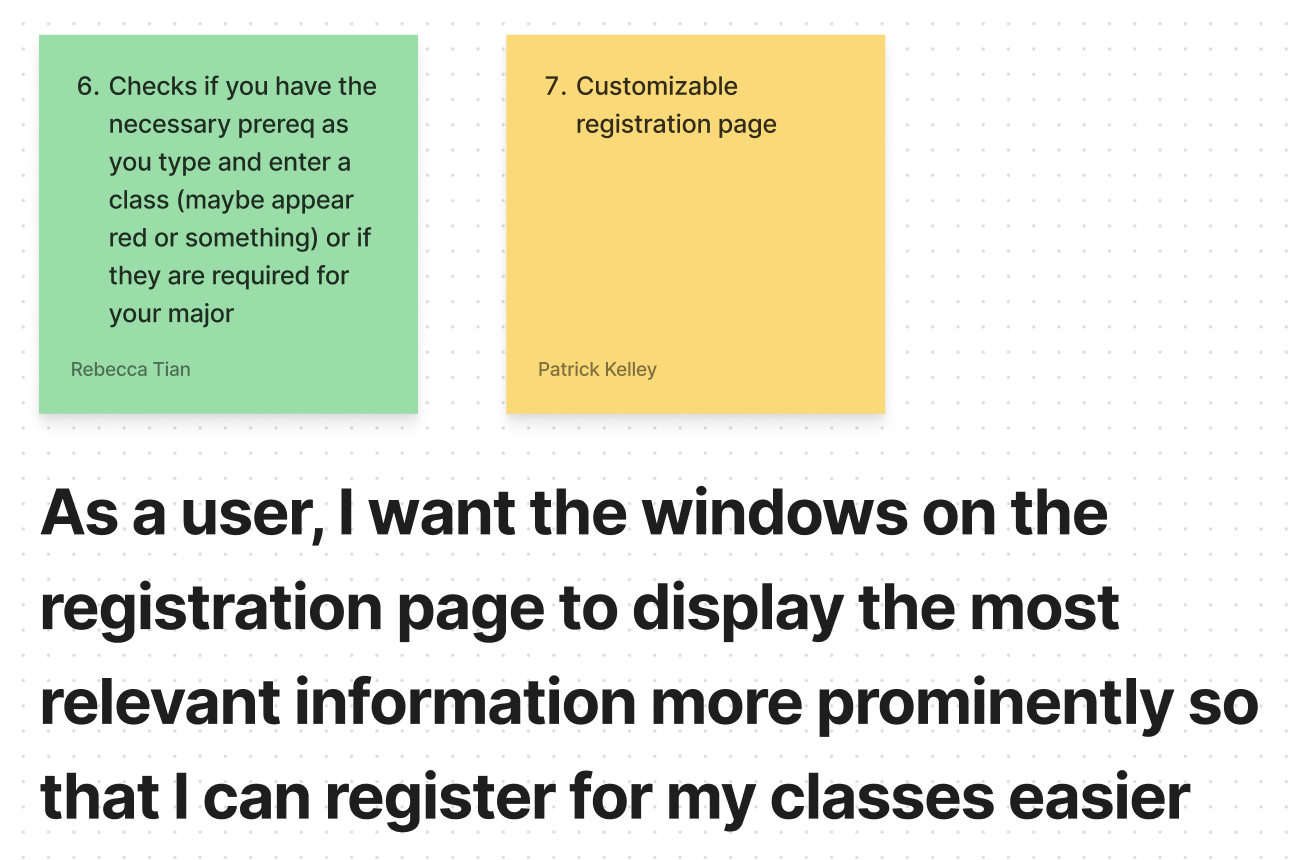 6. Checks if you have the
necessary prereq as
you type and enter a
class (maybe appear
red or something) or if
they are required for
your major
Rebecca Tian
7. Customizable
registration page
Patrick Kelley
As a user, I want the windows on the
registration page to display the most
relevant information more prominently so
that I can register for my classes easier